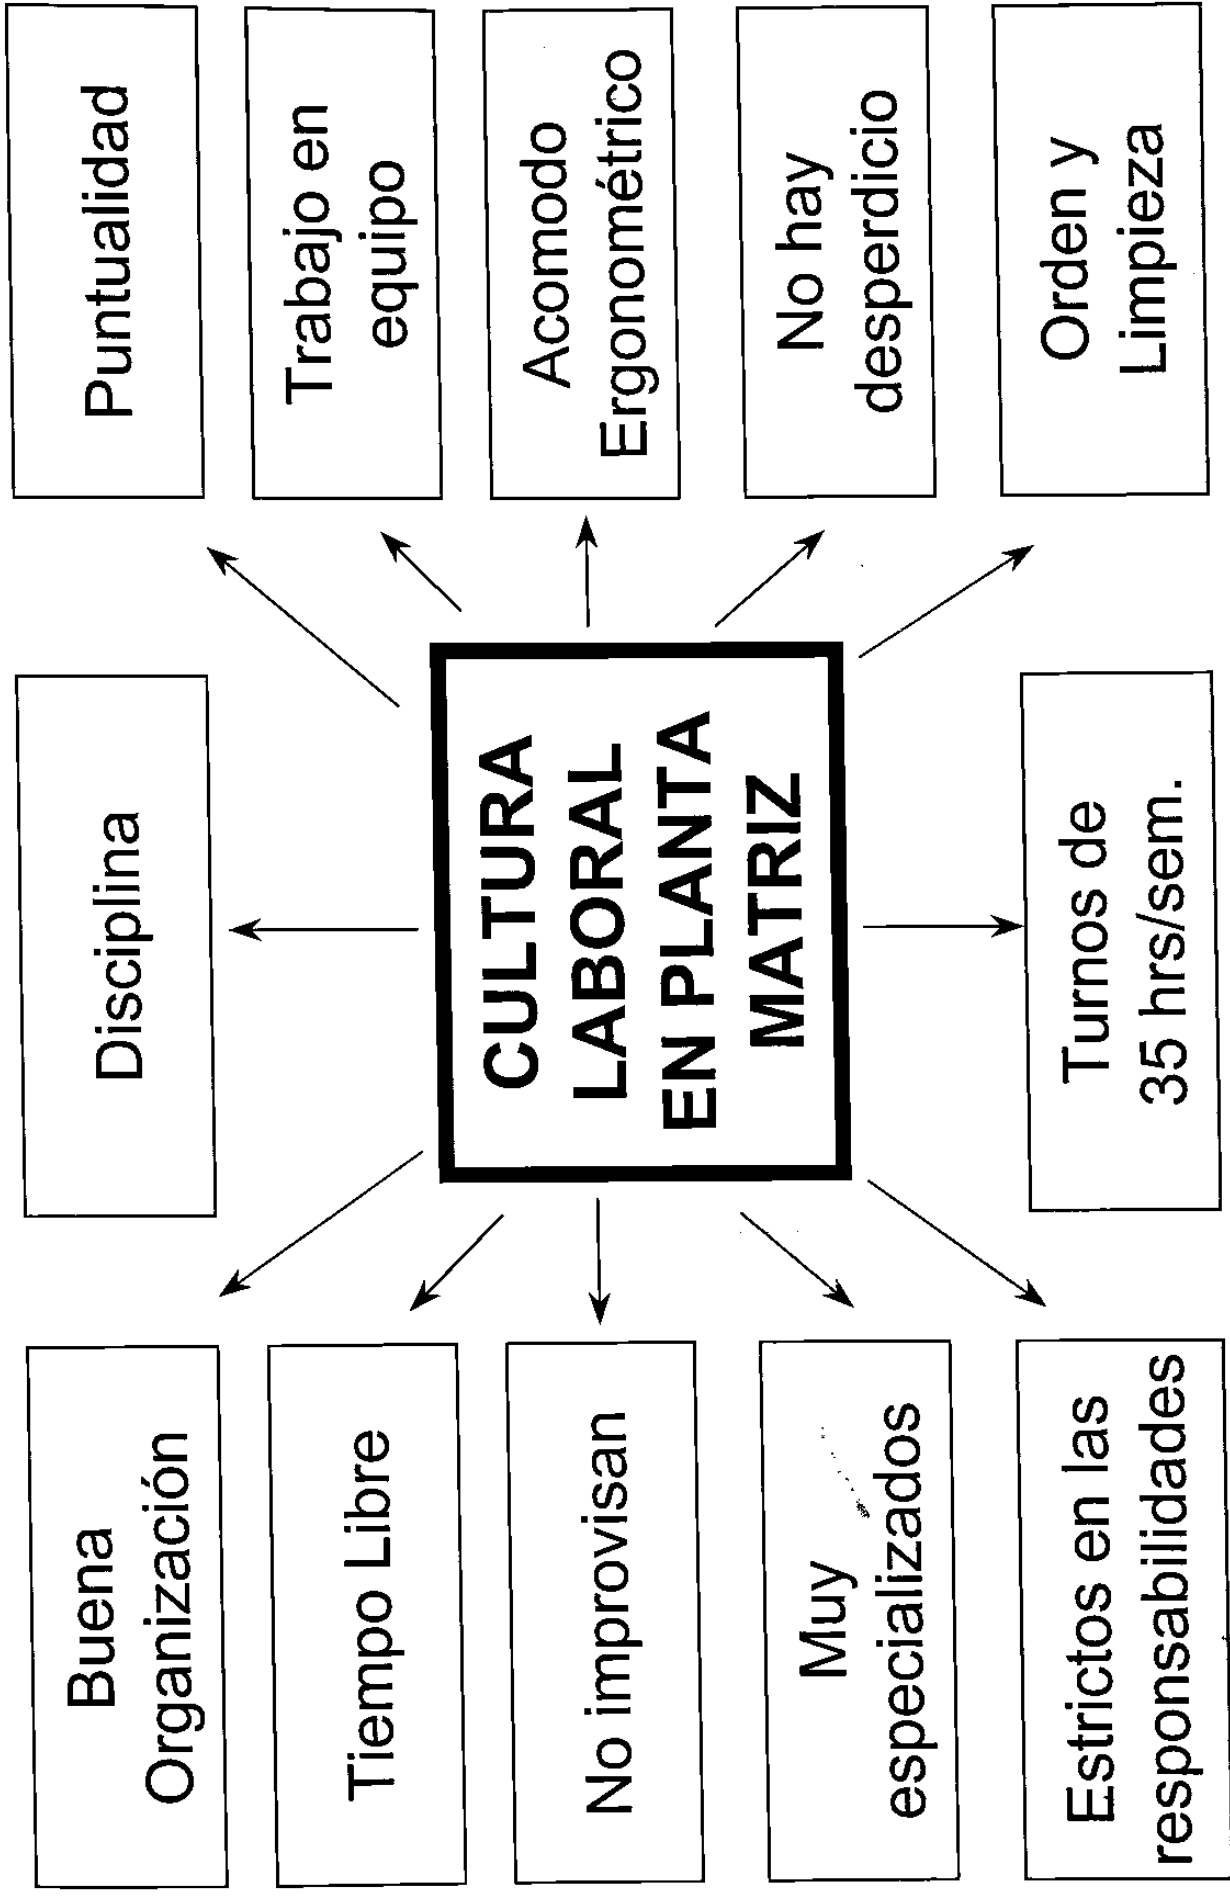 Buena
Organización
Disciplina
Puntualidad
Tiempo Libre
Trabajo en
equipo
CULTURA
LABORAL
EN PLANTA
MATRIZ
No improvisan
Acomodo
Ergonométrico
Muy
especializados
No hay
desperdicio
Estrictos en las
responsabilidades
Turnos de
35 hrs/sem.
Orden y
Limpieza